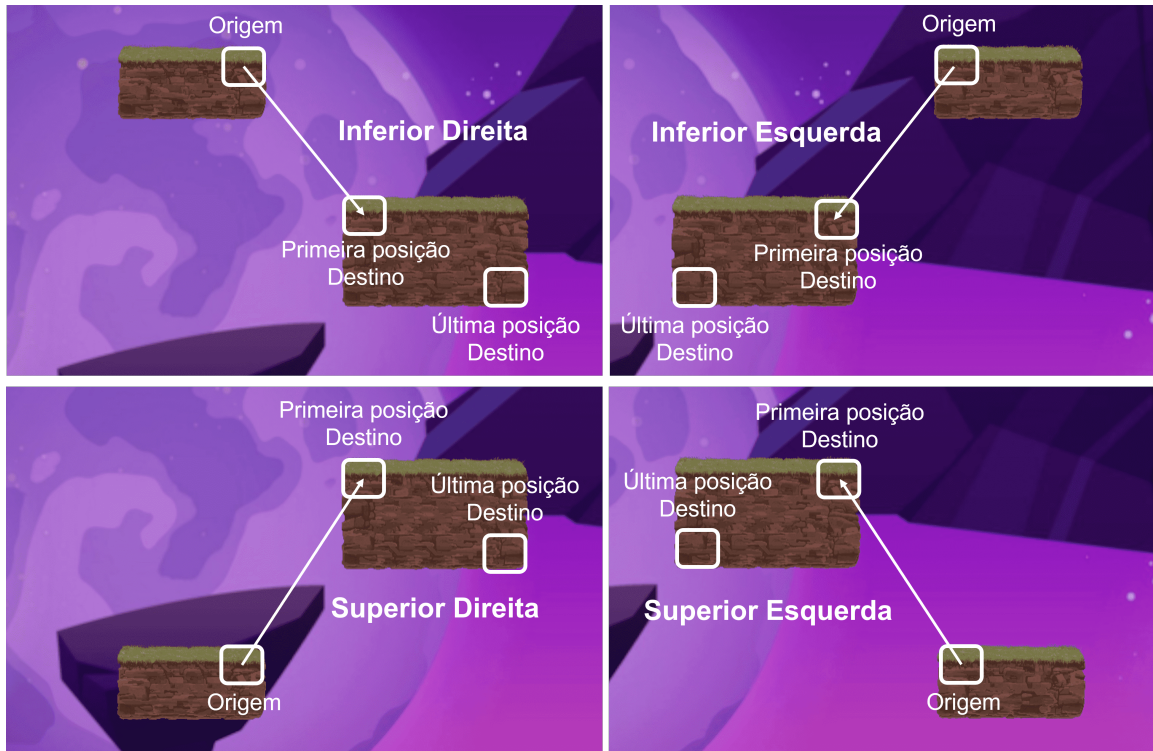 Origem
Inferior Direita
Primeira posição
Destino
Última posição
Destino
Origem
Inferior Esquerda
Primeira posição
Destino
Última posição
Destino
Primeira posição
Destino
Última posição
Destino
Superior Direita
Origem
Primeira posição
Destino
Última posição
Destino
Superior Esquerda
Origem